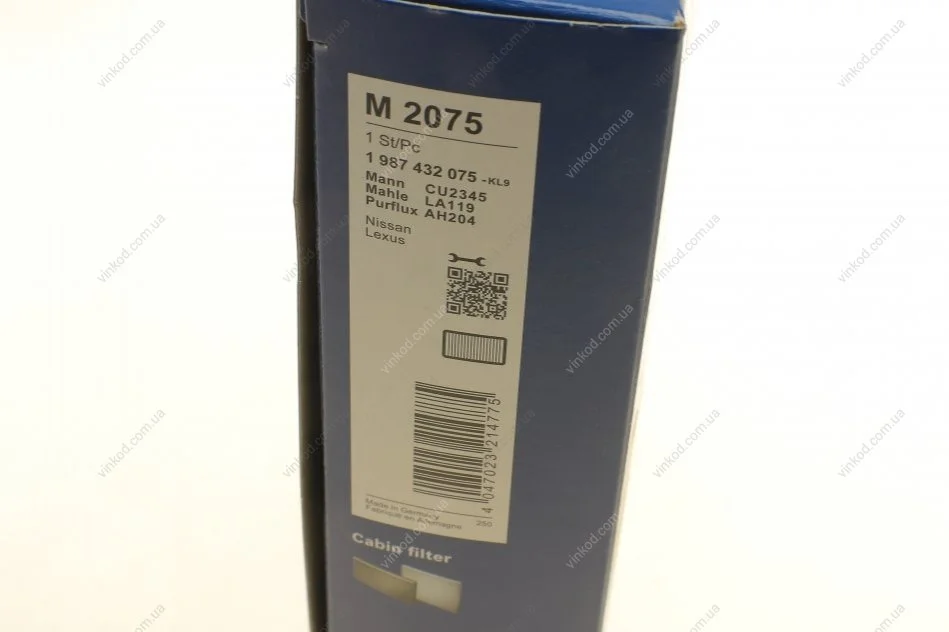 M 2075
1 St/Pc
1 987 432 075 -KL9
Mann CU2345
Mahle LA119
Purflux AH204
Nissan
Lexus
4 047023 214775
Made in Germany
Fabriqué en Allemagne 250
Cabin filter
vinkod.com.ua